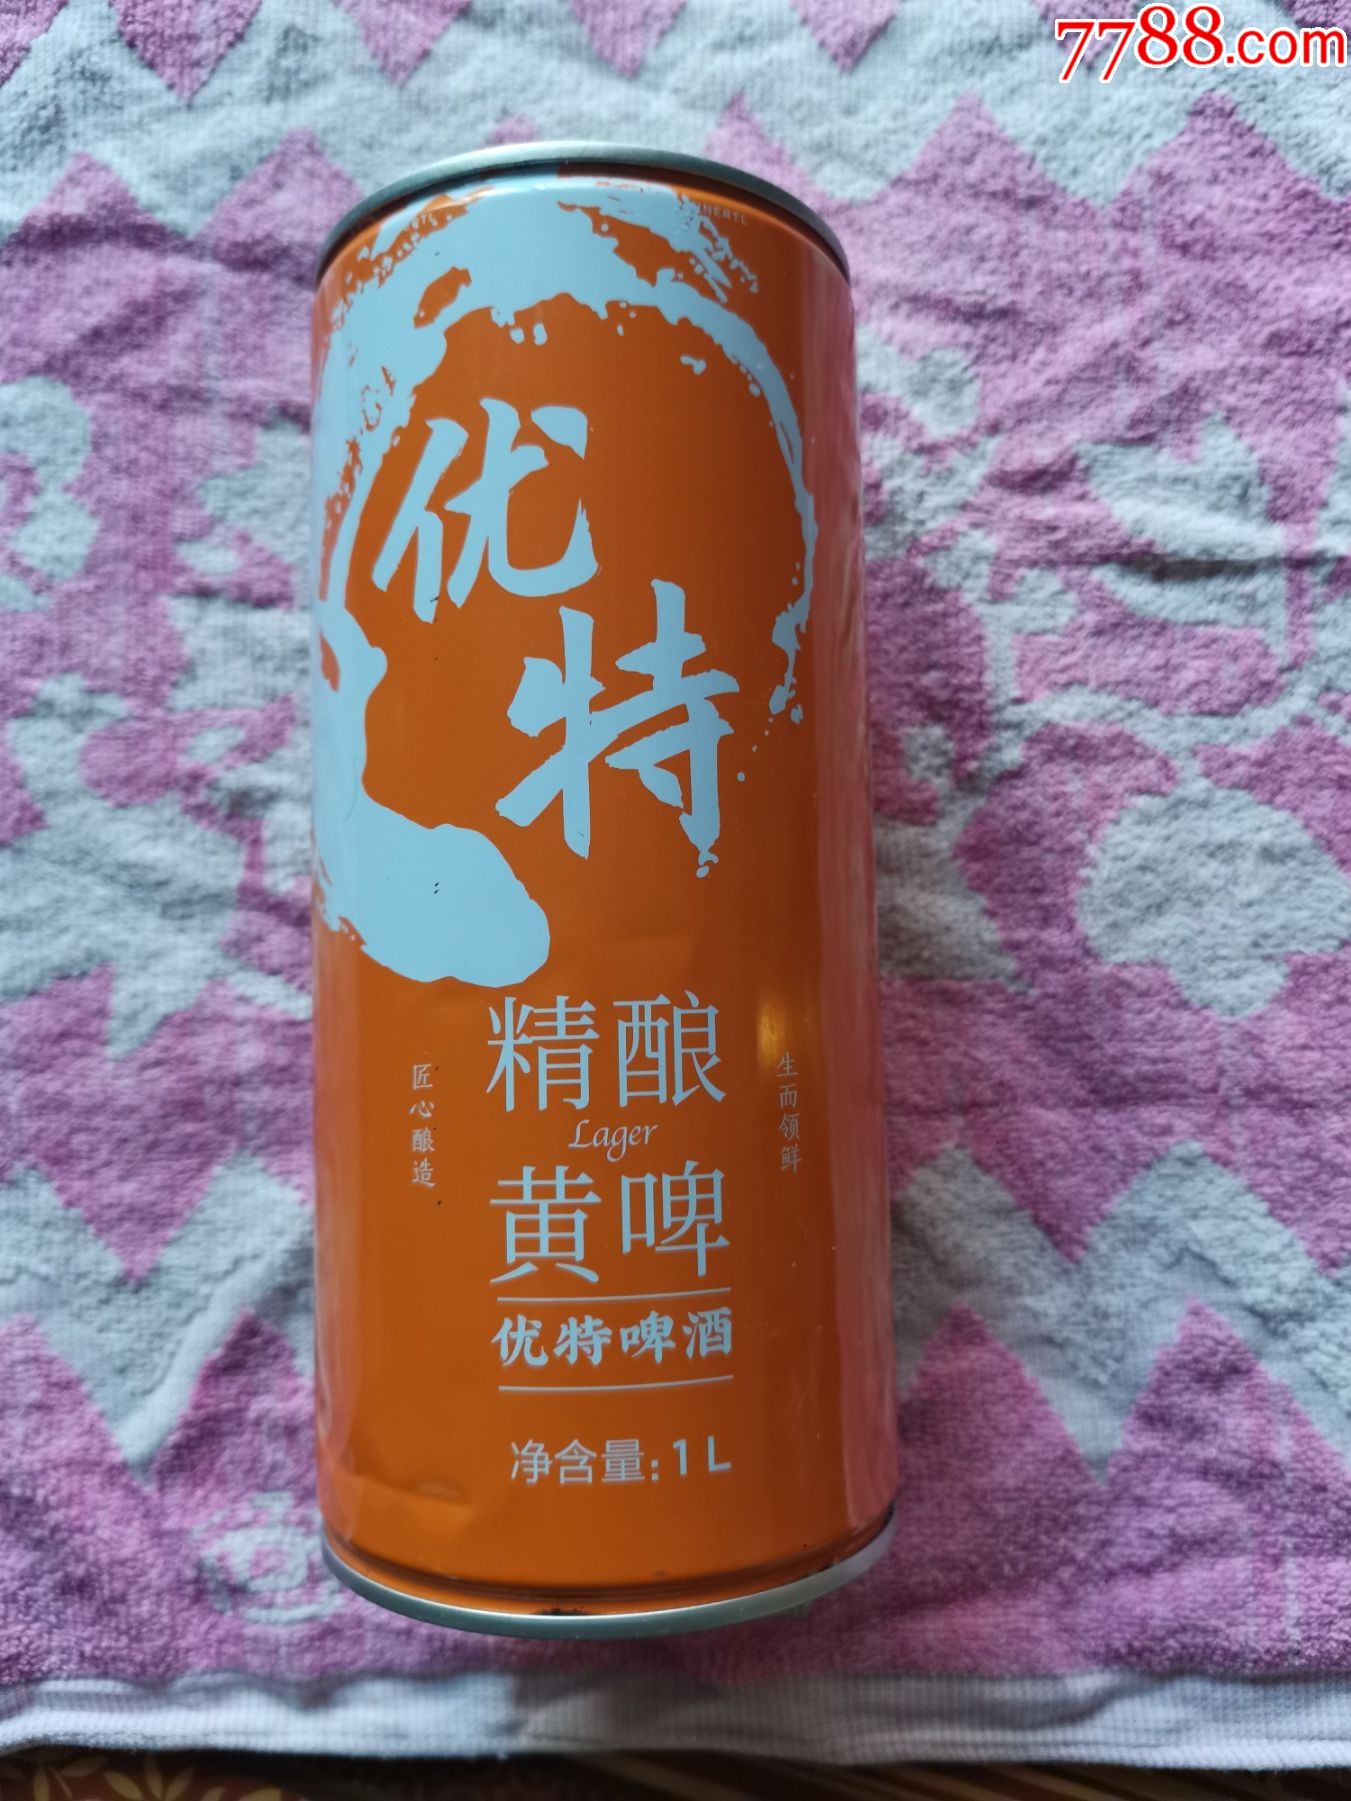 7788.com
优特
精酿
Lager
黄啤
匠心酿造
生而领鲜
优特啤酒
净含量:1L